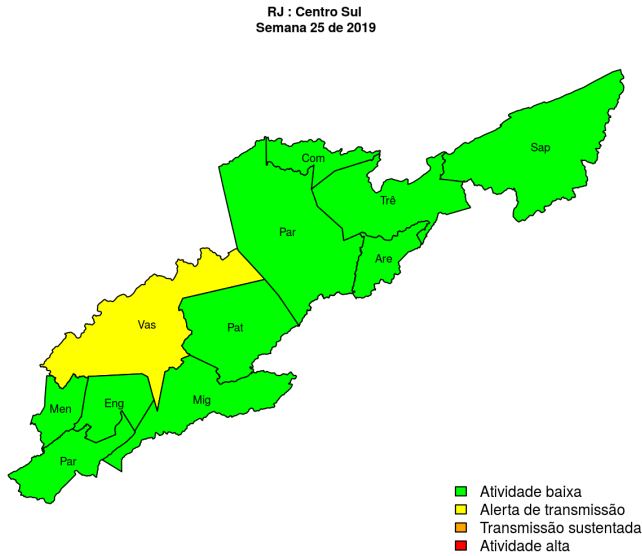 RJ : Centro Sul
Semana 25 de 2019
Sap
Com
Trê
Par
Are
Vas
Pat
Men
Eng
Mig
Par
Atividade baixa
Alerta de transmissão
Transmissão sustentada
Atividade alta